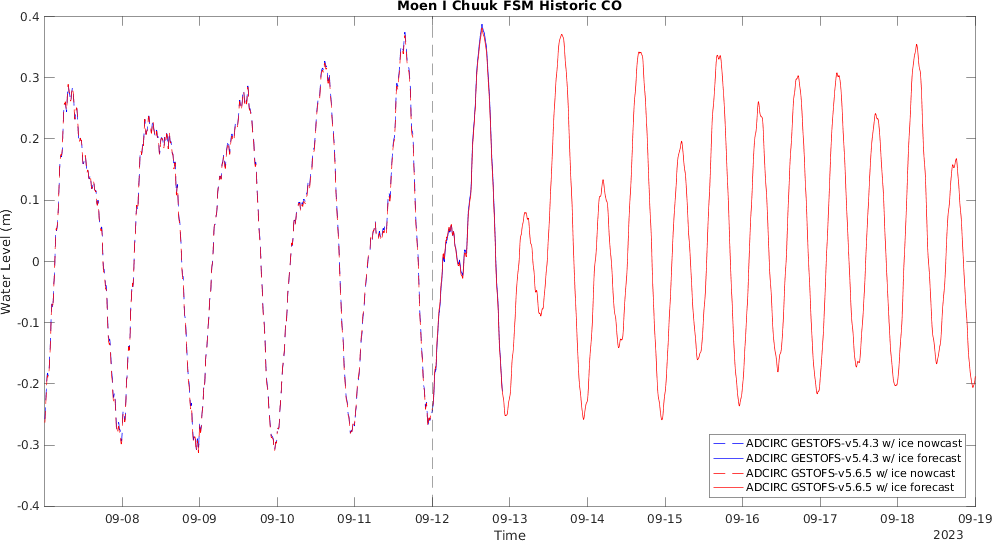 Moen I Chuuk FSM Historic CO
Water Level (m)
0.4
0.3
0.2
0.1
0
-0.1
-0.2
-0.3
-0.4
ADCIRC GESTOFS-v5.4.3 w/ ice nowcast
ADCIRC GESTOFS-v5.4.3 w/ ice forecast
ADCIRC GSTOFS-v5.6.5 w/ ice nowcast
ADCIRC GSTOFS-v5.6.5 w/ ice forecast
09-08 09-09 09-10 09-11 09-12 09-13 09-14 09-15 09-16 09-17 09-18 09-19
Time
2023